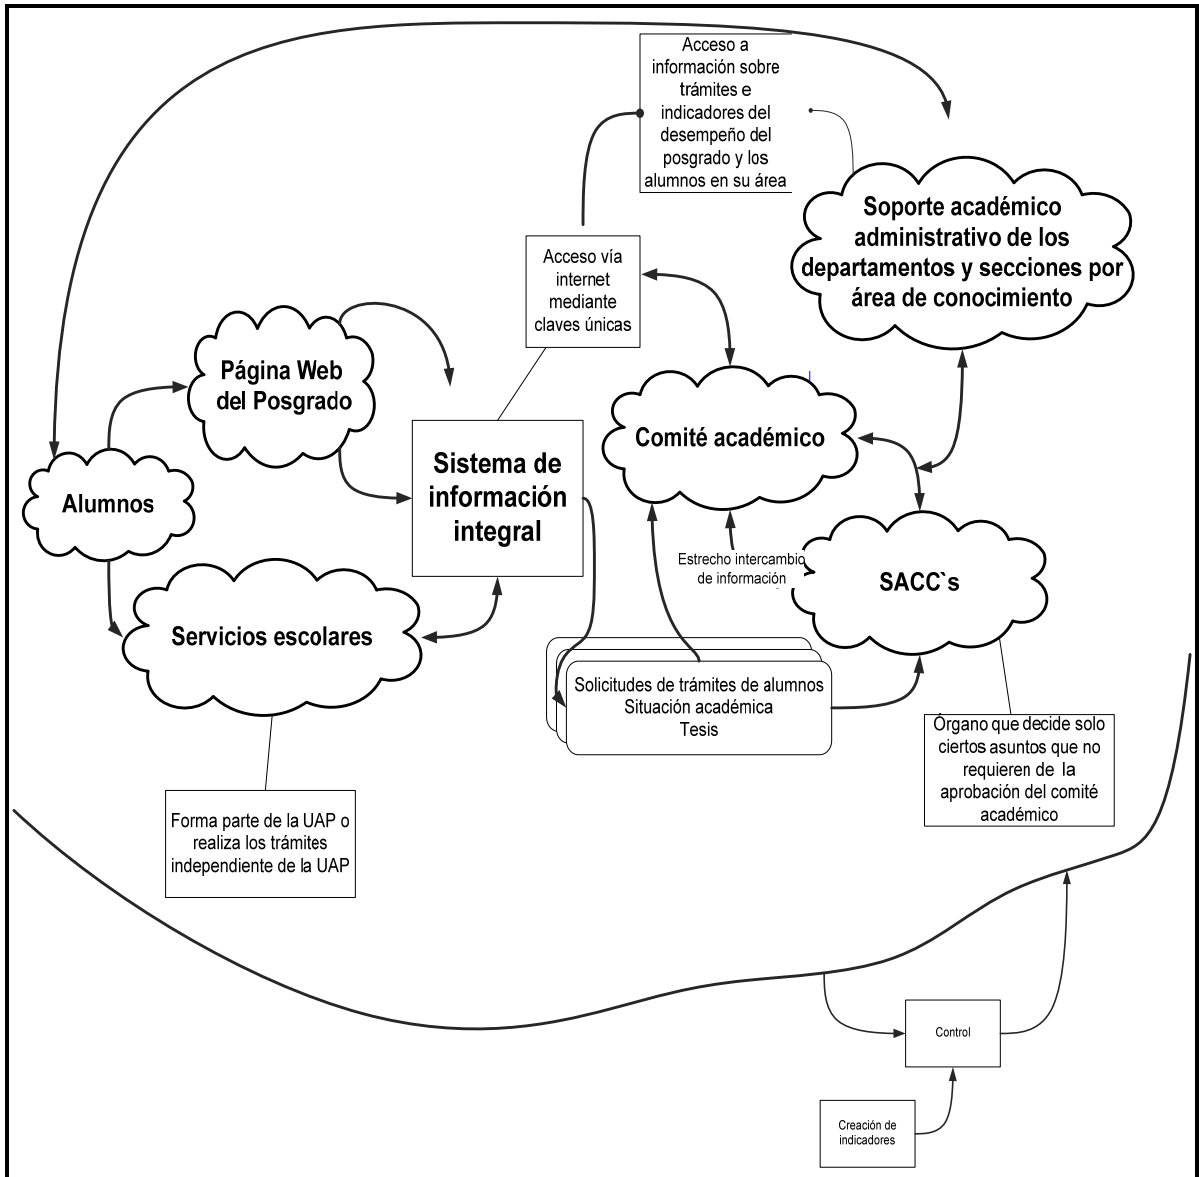 Acceso a
información sobre
trámites e
indicadores del
desempeño del
posgrado y los
alumnos en su área
Soporte académico
administrativo de los
departamentos y secciones por
área de conocimiento
Acceso vía
internet
mediante
claves únicas
Página Web
del Posgrado
Comité académico
Sistema de
información
integral
Alumnos
Estrecho intercambio
de información
SACC`s
Servicios escolares
Solicitudes de trámites de alumnos
Situación académica
Tesis
Órgano que decide solo
ciertos asuntos que no
requieren de la
aprobación del comité
académico
Forma parte de la UAP o
realiza los trámites
independiente de la UAP
Control
Creación de
indicadores